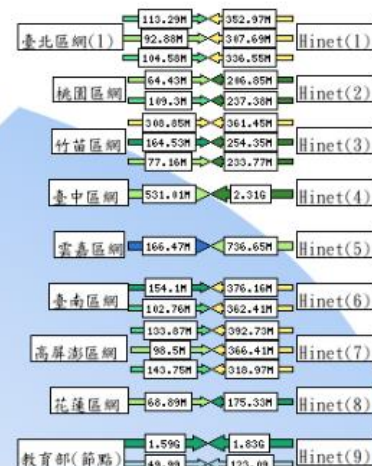 113.29M 352.97M
臺北區網(1) 92.88M 307.69M Hinet(1)
104.58M 336.55M
64.43M 206.85M
桃園區網 Hinet(2)
109.3M 237.38M
308.85M 361.45M
竹苗區網 164.53M 254.35M Hinet(3)
77.16M 233.77M
臺中區網 531.01M 2.31G Hinet(4)
雲嘉區網 166.47M 736.65M Hinet(5)
154.1M 376.16M
臺南區網 Hinet(6)
102.76M 362.41M
133.87M 392.73M
高屏澎區網 98.5M 366.41M Hinet(7)
143.75M 318.97M
花蓮區網 68.89M 175.33M Hinet(8)
1.59G 1.83G
教育部(節點) Hinet(9)